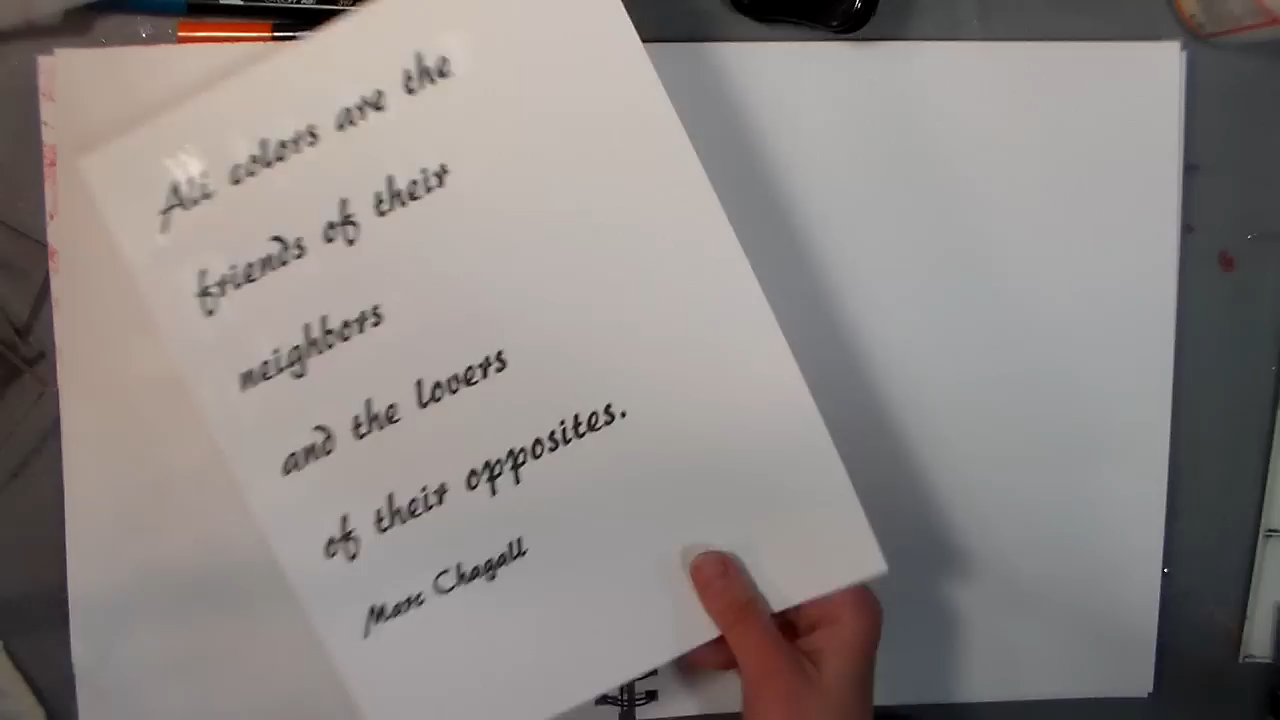 All colors are the
friends of their
neighbors
and the lovers
of their opposites.
Marc Chagall